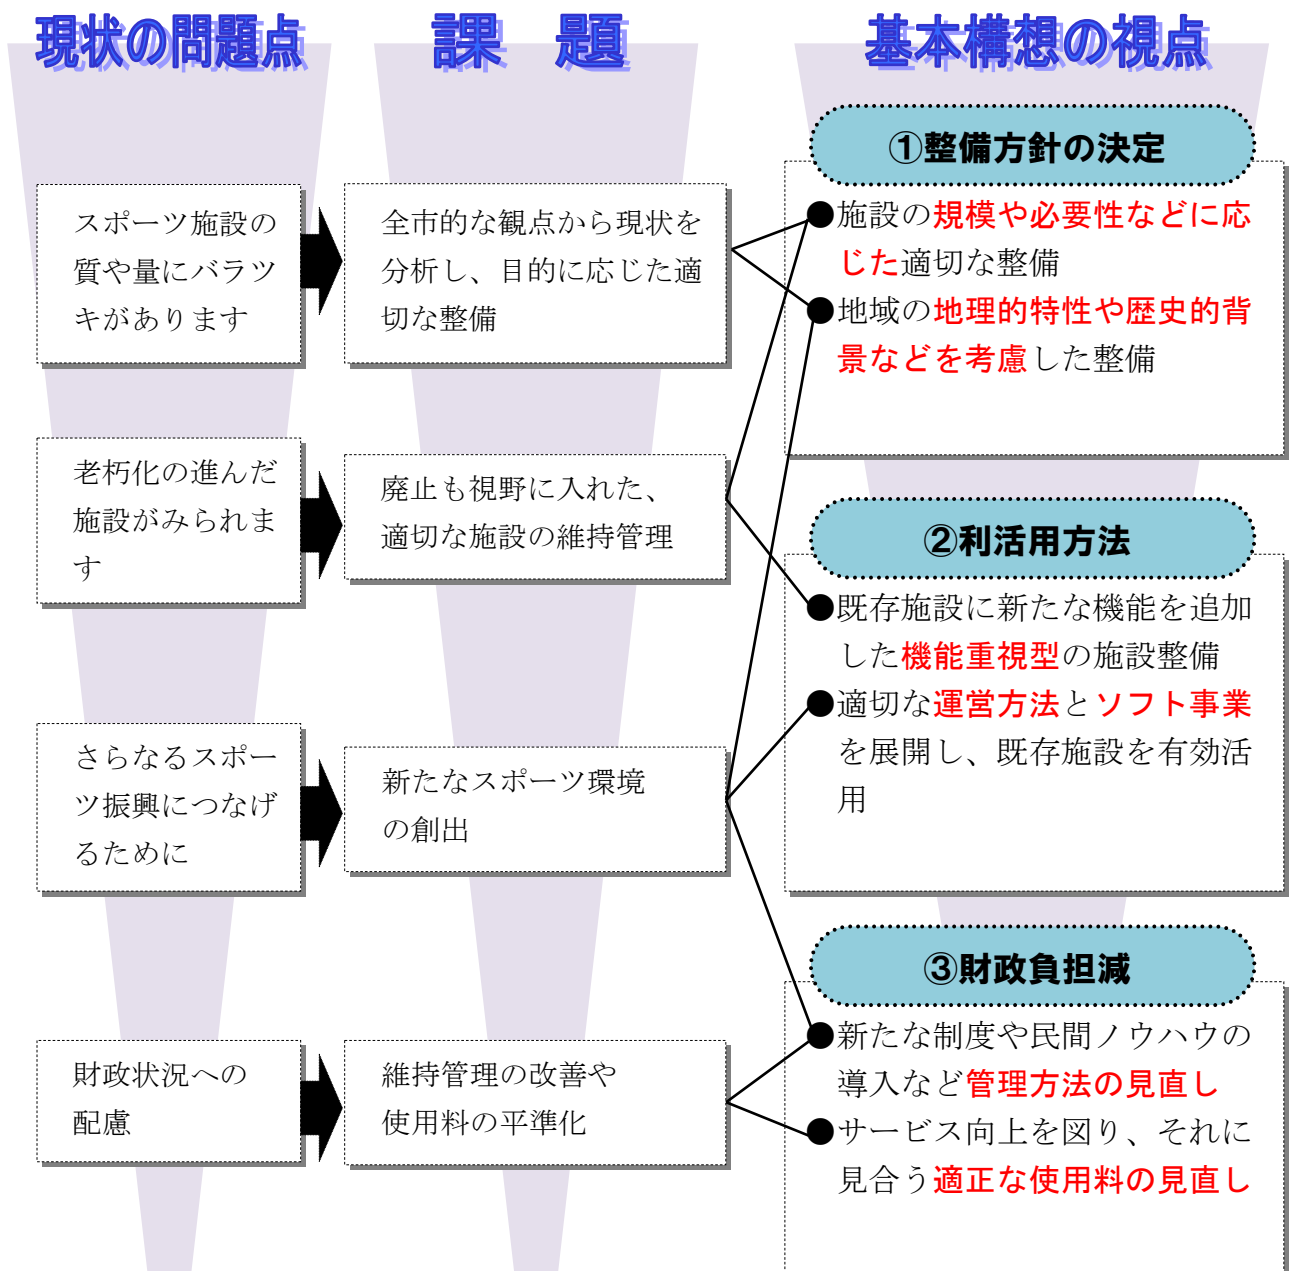 現状の問題点
課　題
基本構想の視点
スポーツ施設の
質や量にバラツ
キがあります
全市的な観点から現状を
分析し、目的に応じた適
切な整備
①整備方針の決定
●施設の規模や必要性などに応
じた適切な整備
●地域の地理的特性や歴史的背
景などを考慮した整備
老朽化の進んだ
施設がみられま
す
廃止も視野に入れた、
適切な施設の維持管理
②利活用方法
●既存施設に新たな機能を追加
した機能重視型の施設整備
●適切な運営方法とソフト事業
を展開し、既存施設を有効活
用
さらなるスポー
ツ振興につなげ
るために
新たなスポーツ環境
の創出
③財政負担減
●新たな制度や民間ノウハウの
導入など管理方法の見直し
●サービス向上を図り、それに
見合う適正な使用料の見直し
財政状況への
配慮
維持管理の改善や
使用料の平準化